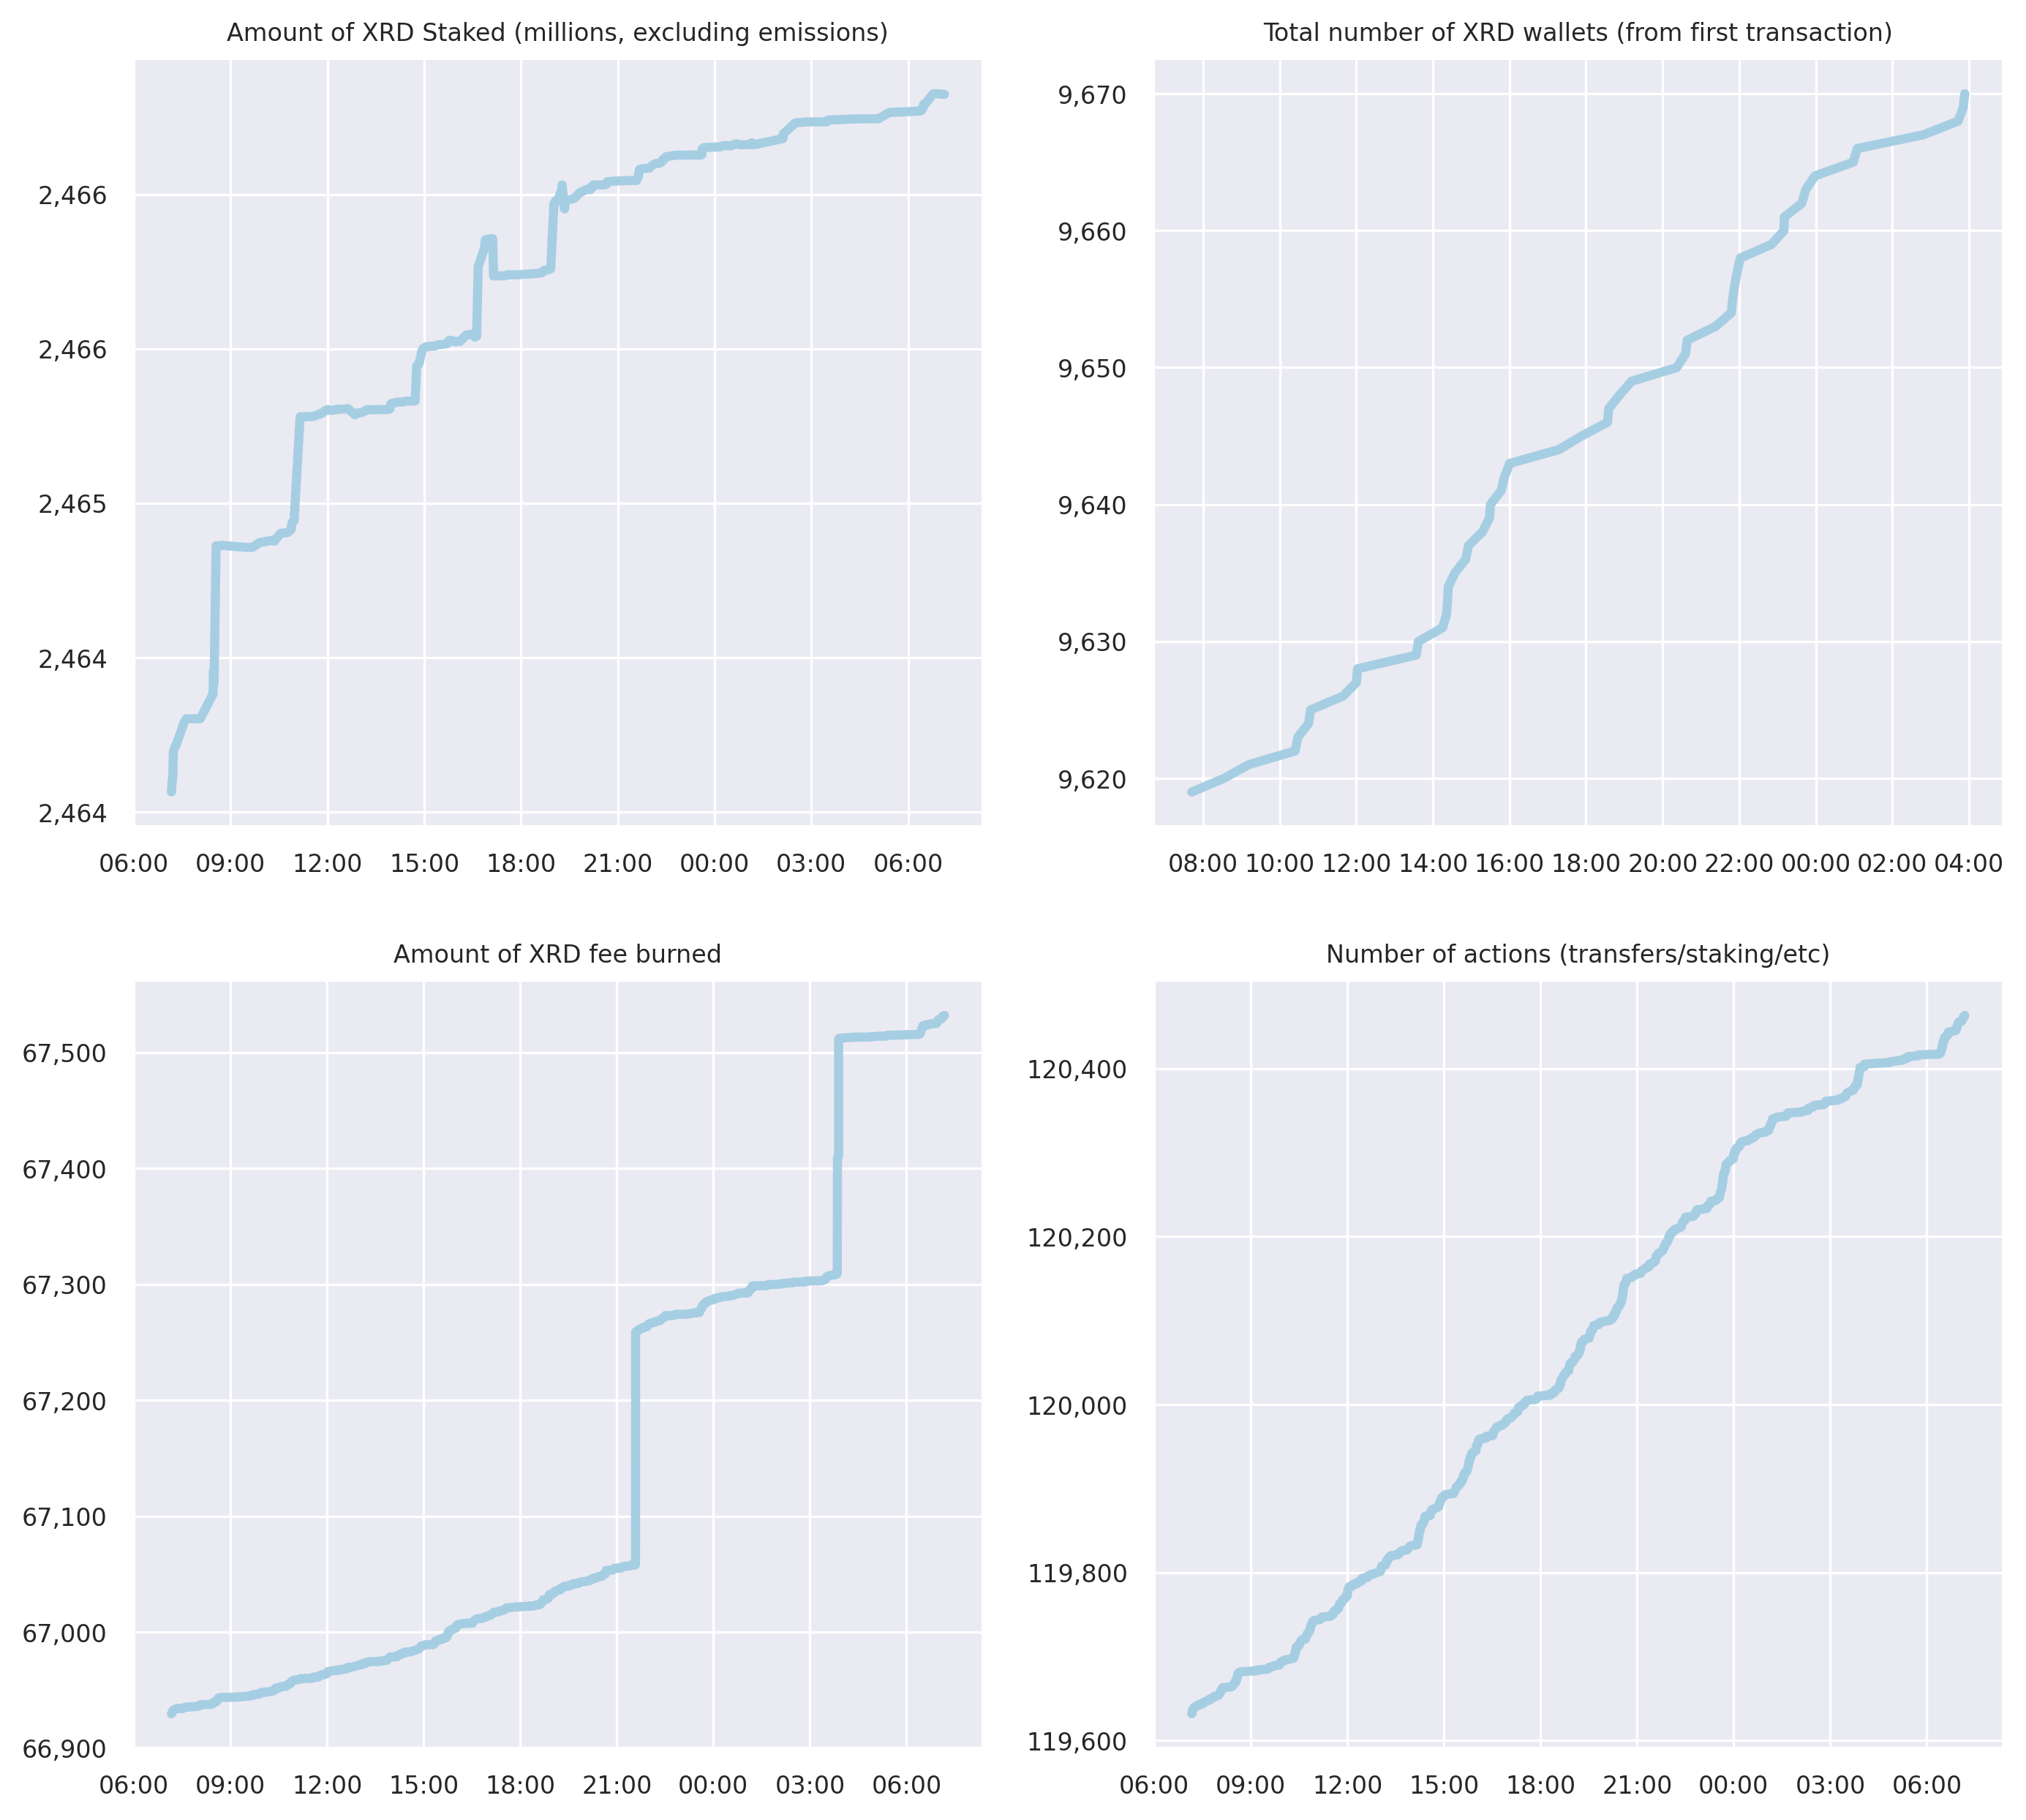 Amount of XRD Staked (millions, excluding emissions)
2,466
2,466
2,465
2,464
2,464
06:00 09:00 12:00 15:00 18:00 21:00 00:00 03:00 06:00
Total number of XRD wallets (from first transaction)
9,670
9,660
9,650
9,640
9,630
9,620
08:00 10:00 12:00 14:00 16:00 18:00 20:00 22:00 00:00 02:00 04:00
Amount of XRD fee burned
67,500
67,400
67,300
67,200
67,100
67,000
66,900
06:00 09:00 12:00 15:00 18:00 21:00 00:00 03:00 06:00
Number of actions (transfers/staking/etc)
120,400
120,200
120,000
119,800
119,600
06:00 09:00 12:00 15:00 18:00 21:00 00:00 03:00 06:00